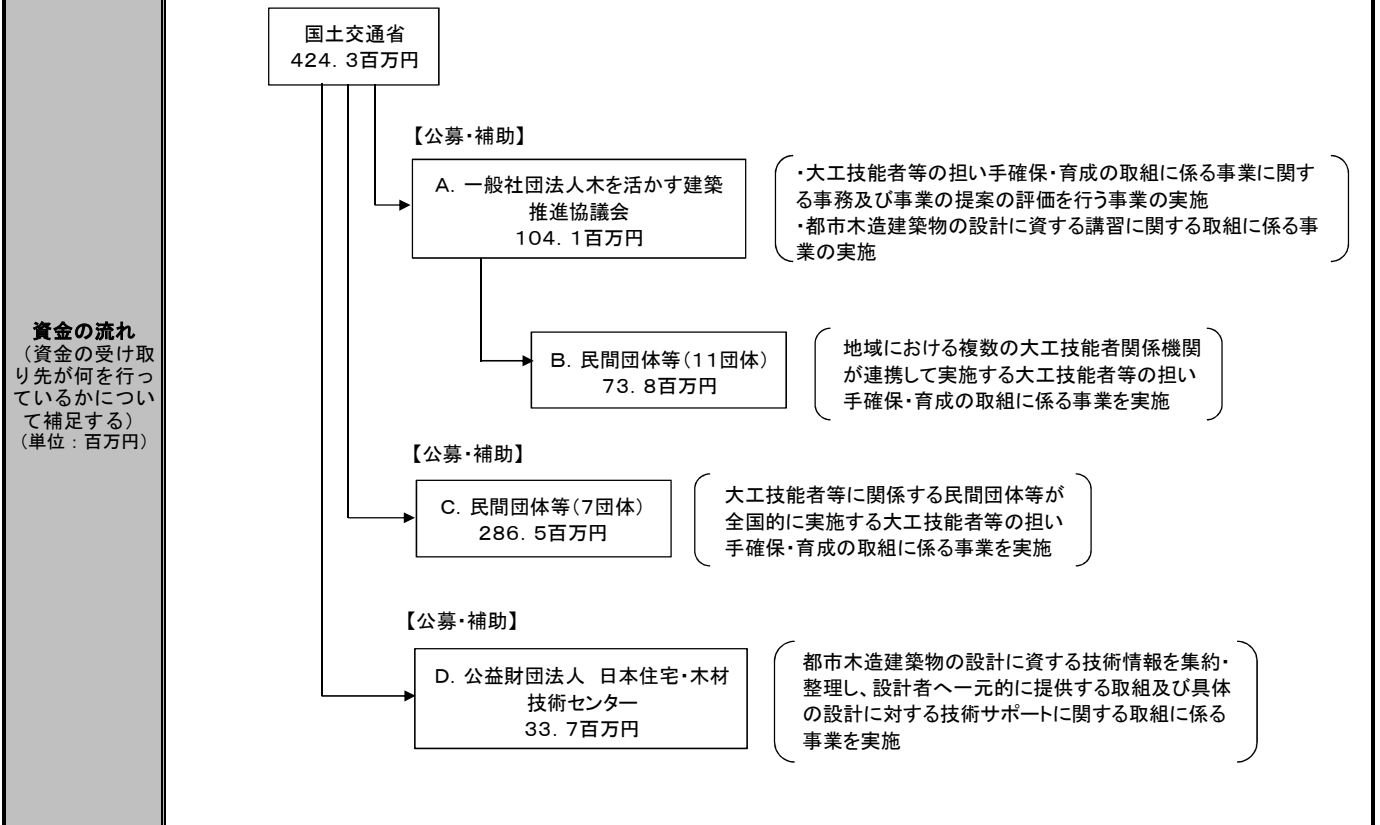 国土交通省
424．3百万円
【公募・補助】
A．一般社団法人木を活かす建築
推進協議会
104．1百万円
・大工技能者等の担い手確保・育成の取組に係る事業に関す
る事務及び事業の提案の評価を行う事業の実施
・都市木造建築物の設計に資する講習に関する取組に係る事
業の実施
資金の流れ
（資金の受け取
り先が何を行っ
ているかについ
て補足する）
（単位：百万円）
B．民間団体等（11団体）
73．8百万円
地域における複数の大工技能者関係機関
が連携して実施する大工技能者等の担い
手確保・育成の取組に係る事業を実施
【公募・補助】
C．民間団体等（7団体）
286．5百万円
大工技能者等に関係する民間団体等が
全国的に実施する大工技能者等の担い
手確保・育成の取組に係る事業を実施
【公募・補助】
D．公益財団法人　日本住宅・木材
技術センター
33．7百万円
都市木造建築物の設計に資する技術情報を集約・
整理し、設計者へ一元的に提供する取組及び具体
の設計に対する技術サポートに関する取組に係る
事業を実施